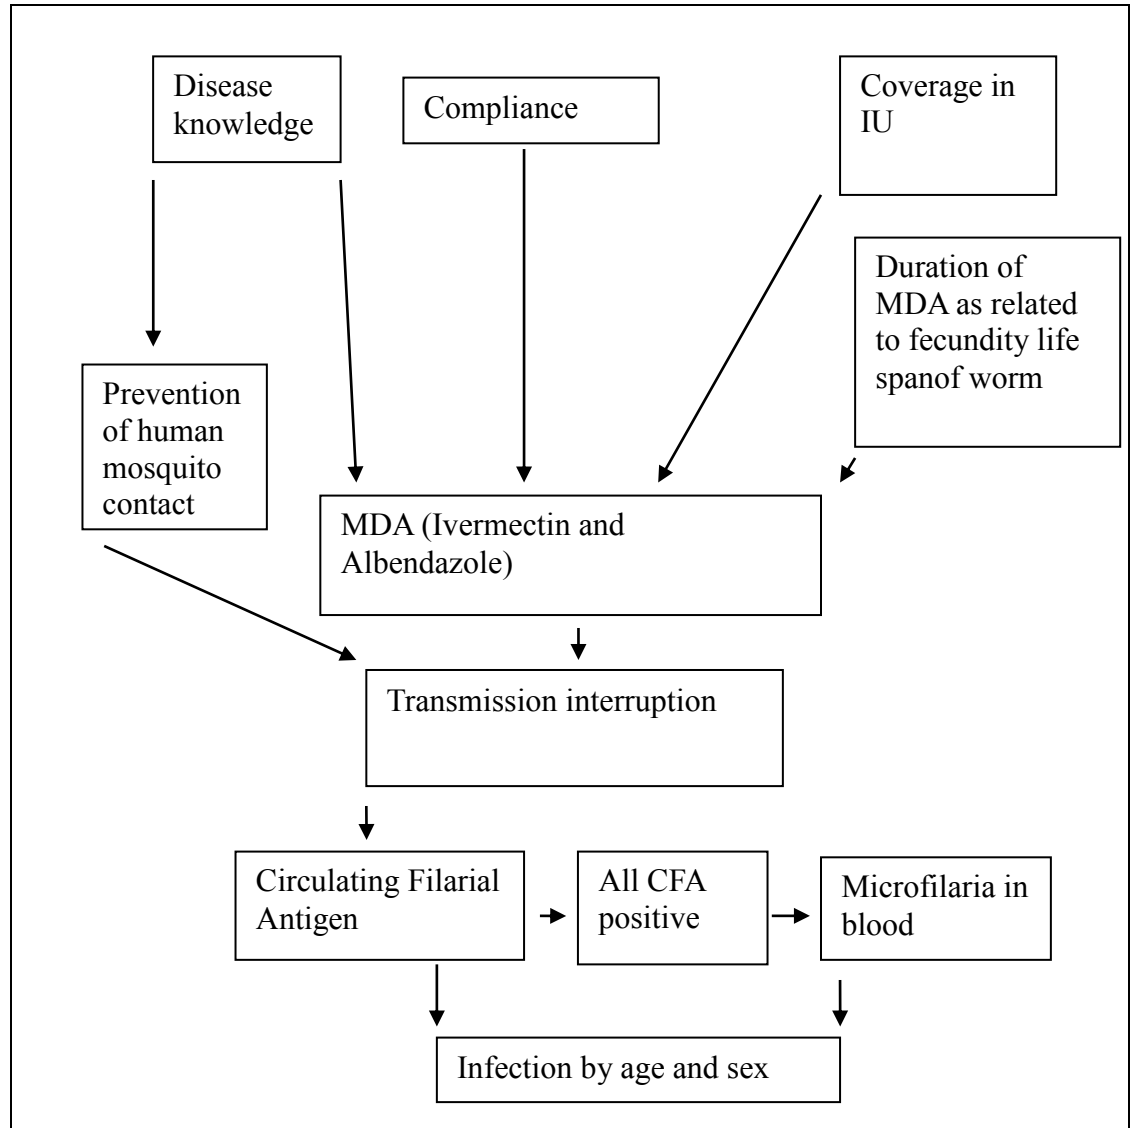 Disease
knowledge
Compliance
Coverage in
IU
Duration of
MDA as related
to fecundity life
spanof worm
Prevention
of human
mosquito
contact
MDA (Ivermectin and
Albendazole)
Transmission interruption
Circulating Filarial
Antigen
All CFA
positive
Microfilaria in
blood
Infection by age and sex